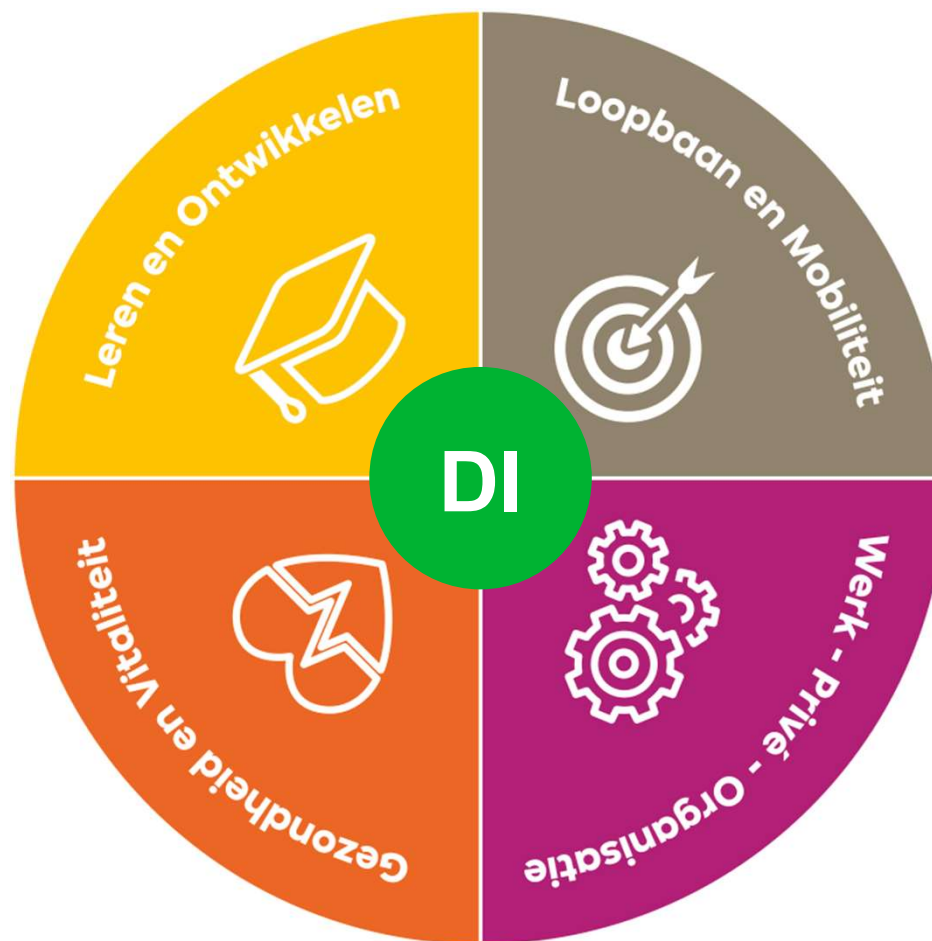 Leren en Ontwikkelen
Loopbaan en Mobiliteit
DI
Gezondheid en Vitaliteit
Werk - Privé - Organisatie